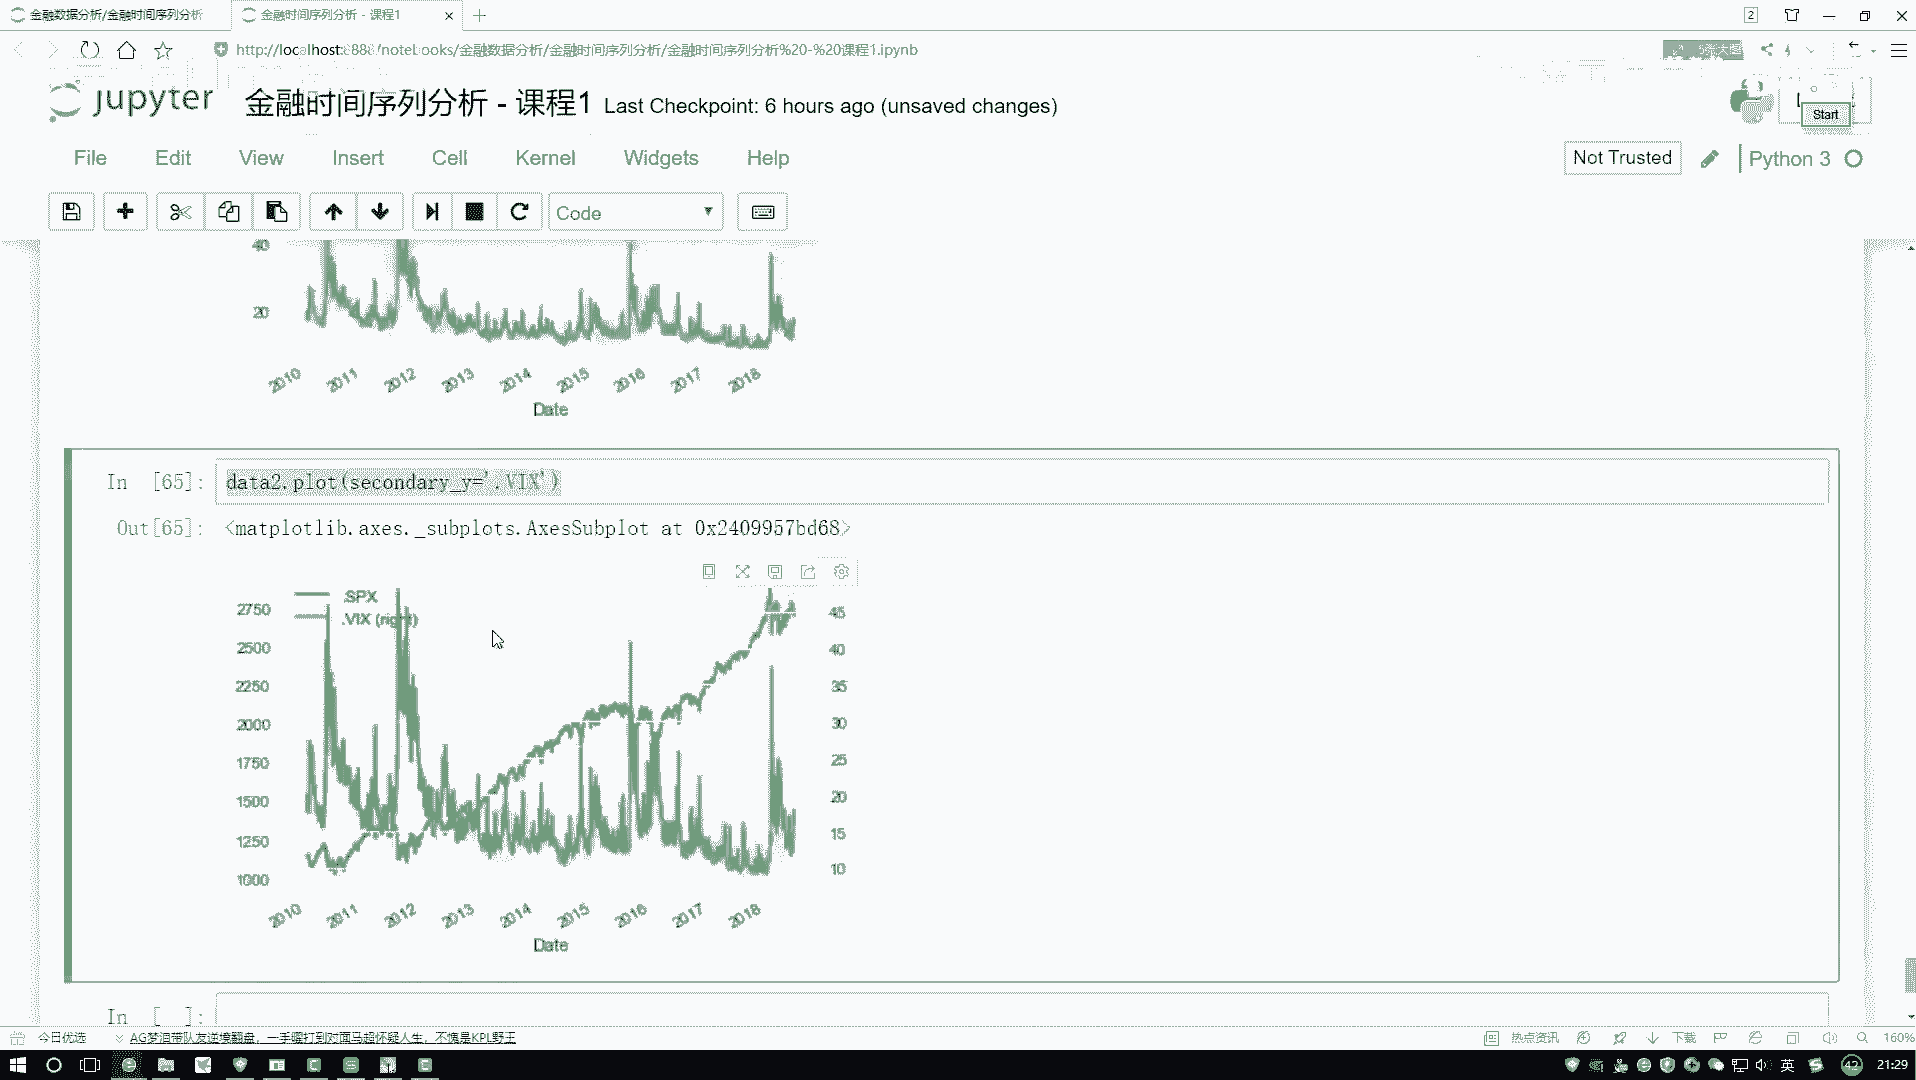 金融数据分析/金融时间序列分析
金融时间序列分析 - 课程1
2
http://localhost:888/notebooks/金融数据分析/金融时间序列分析/金融时间序列分析%20-%20课程1.ipynb
5张大图
jupyter 金融时间序列分析 - 课程1 Last Checkpoint: 6 hours ago (unsaved changes)
Start
File Edit View Insert Cell Kernel Widgets Help
Not Trusted Python 3
Code
40
20
2010 2011 2012 2013 2014 2015 2016 2017 2018
Date
In [65]: data2.plot(secondary_y='.VIX')
Out[65]: <matplotlib.axes._subplots.AxesSubplot at 0x2409957bd68>
.SPX
.VIX (right)
2750 45
2500 40
2250 35
2000 30
1750 25
1500 20
1250 15
1000 10
2010 2011 2012 2013 2014 2015 2016 2017 2018
Date
In [ ]:
今日优选 AG梦泪带队友逆境翻盘，一手曜打到对面马超怀疑人生，不愧是KPL野王 热点资讯 下载 160%
英 42 21:29